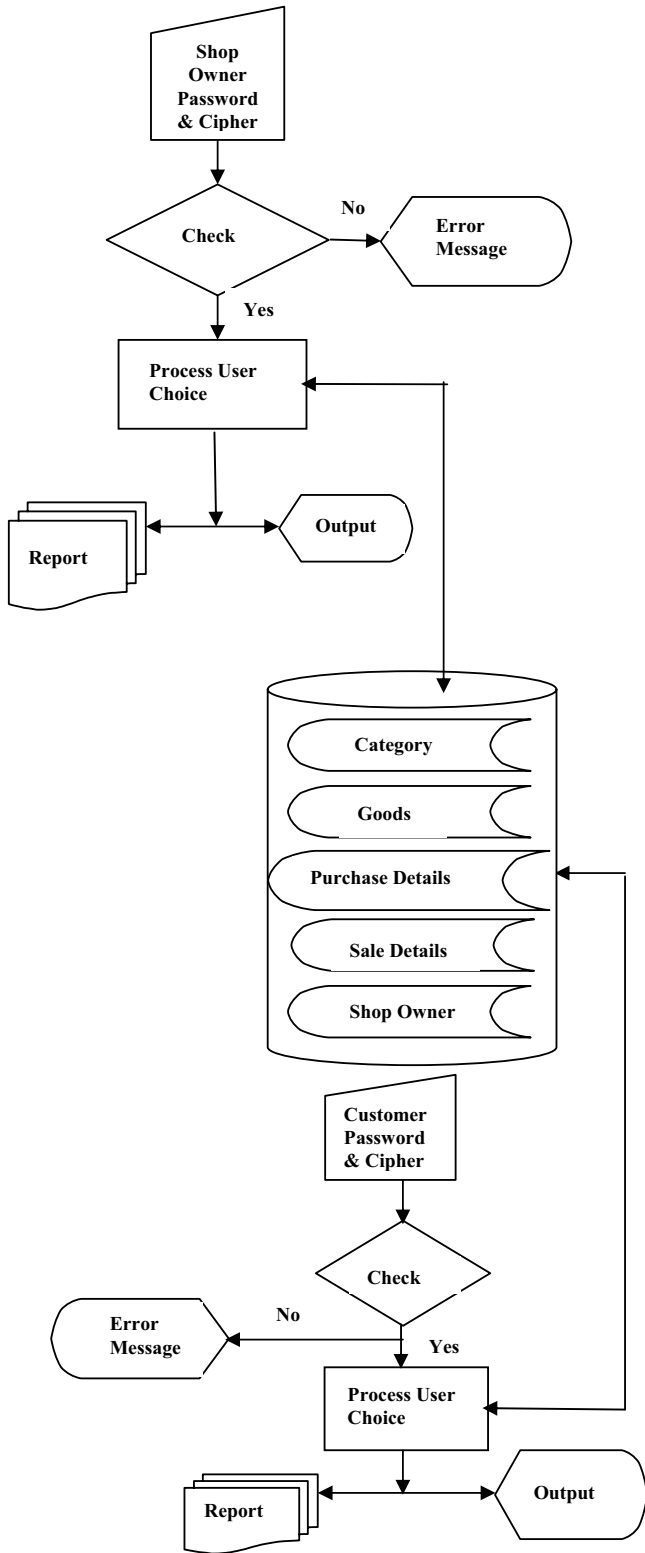 Shop
Owner
Password
& Cipher
No
Check
Error
Message
Yes
Process User
Choice
Report
Output
Category
Goods
Purchase Details
Sale Details
Shop Owner
Customer
Password
& Cipher
Check
No
Error
Message
Yes
Process User
Choice
Report
Output